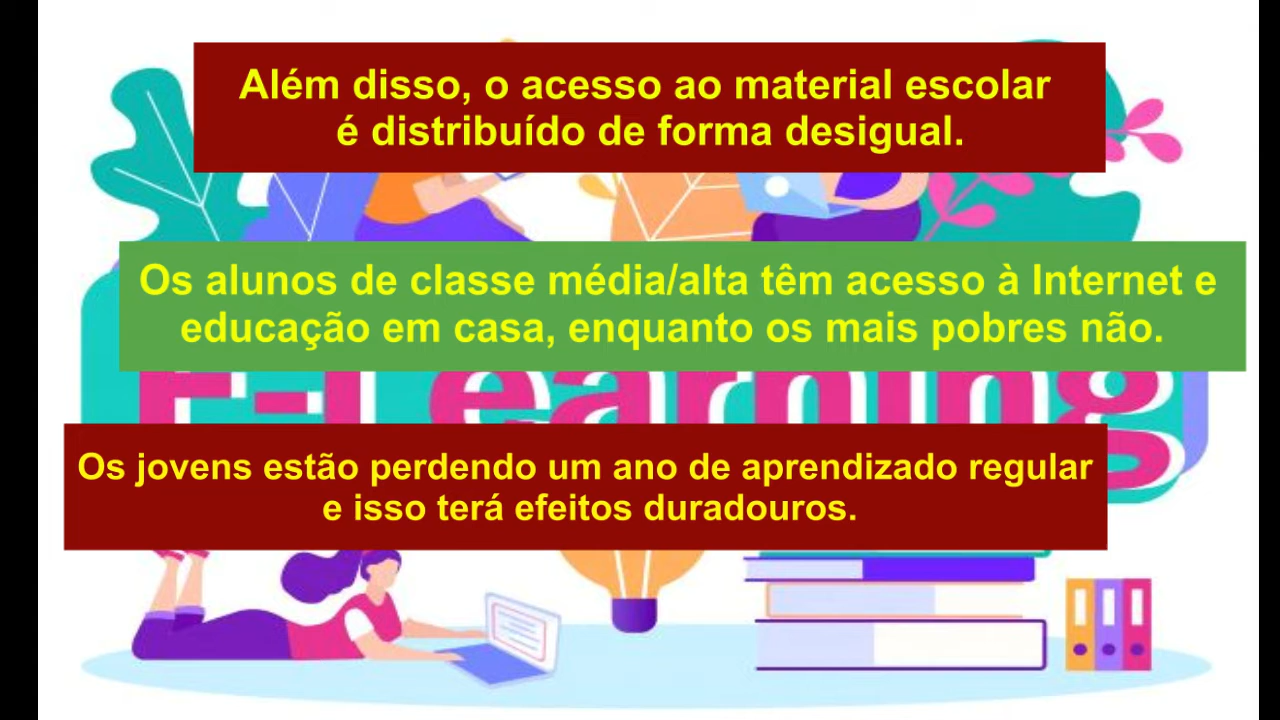 Além disso, o acesso ao material escolar
é distribuído de forma desigual.
Os alunos de classe média/alta têm acesso à Internet e
educação em casa, enquanto os mais pobres não.
E-Learning
Os jovens estão perdendo um ano de aprendizado regular
e isso terá efeitos duradouros.